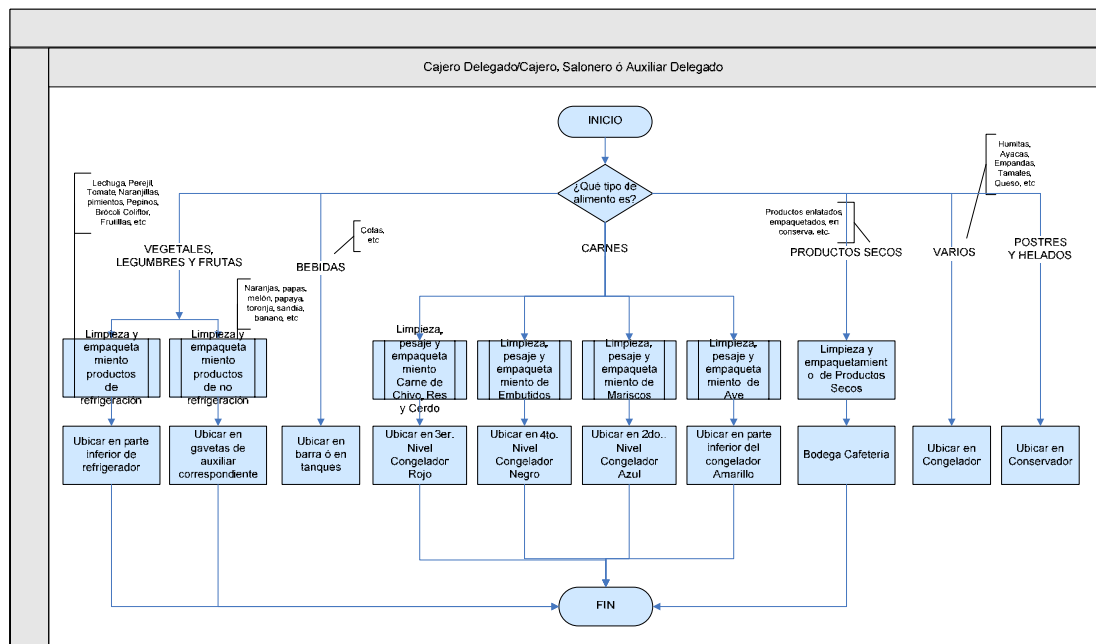 Cajero Delegado/Cajero, Salonero ó Auxiliar Delegado
INICIO
¿Qué tipo de
alimento es?
Lechuga, Perejil,
Tomate, Naranjillas,
pimientos, Pepinos,
Brócoli Coliflor,
Frutillas, etc
VEGETALES,
LEGUMBRES Y FRUTAS
Naranjas, papas,
melón, papaya,
toronja, sandia,
banano, etc
Colas,
etc
BEBIDAS
CARNES
Productos enlatados,
empaquetados, en
conserva, etc.
PRODUCTOS SECOS
Humitas,
Ayacas,
Empandas,
Tamales,
Queso, etc
VARIOS
POSTRES
Y HELADOS
Limpieza y
empaqueta
miento
productos
de
refrigeración
Limpieza y
empaqueta
miento
productos
de no
refrigeración
Limpieza,
pesaje y
empaqueta
miento
Carne de
Chivo, Res
y Cerdo
Limpieza,
pesaje y
empaqueta
miento de
Embutidos
Limpieza,
pesaje y
empaqueta
miento de
Mariscos
Limpieza,
pesaje y
empaqueta
miento de
Ave
Limpieza y
empaquetamient
o de Productos
Secos
Ubicar en parte
inferior de
refrigerador
Ubicar en
gavetas de
auxiliar
correspondiente
Ubicar en
barra ó en
tanques
Ubicar en 3er.
Nivel
Congelador
Rojo
Ubicar en 4to.
Nivel
Congelador
Negro
Ubicar en 2do..
Nivel
Congelador
Azul
Ubicar en parte
inferior del
congelador
Amarillo
Bodega Cafetería
Ubicar en
Congelador
Ubicar en
Conservador
FIN